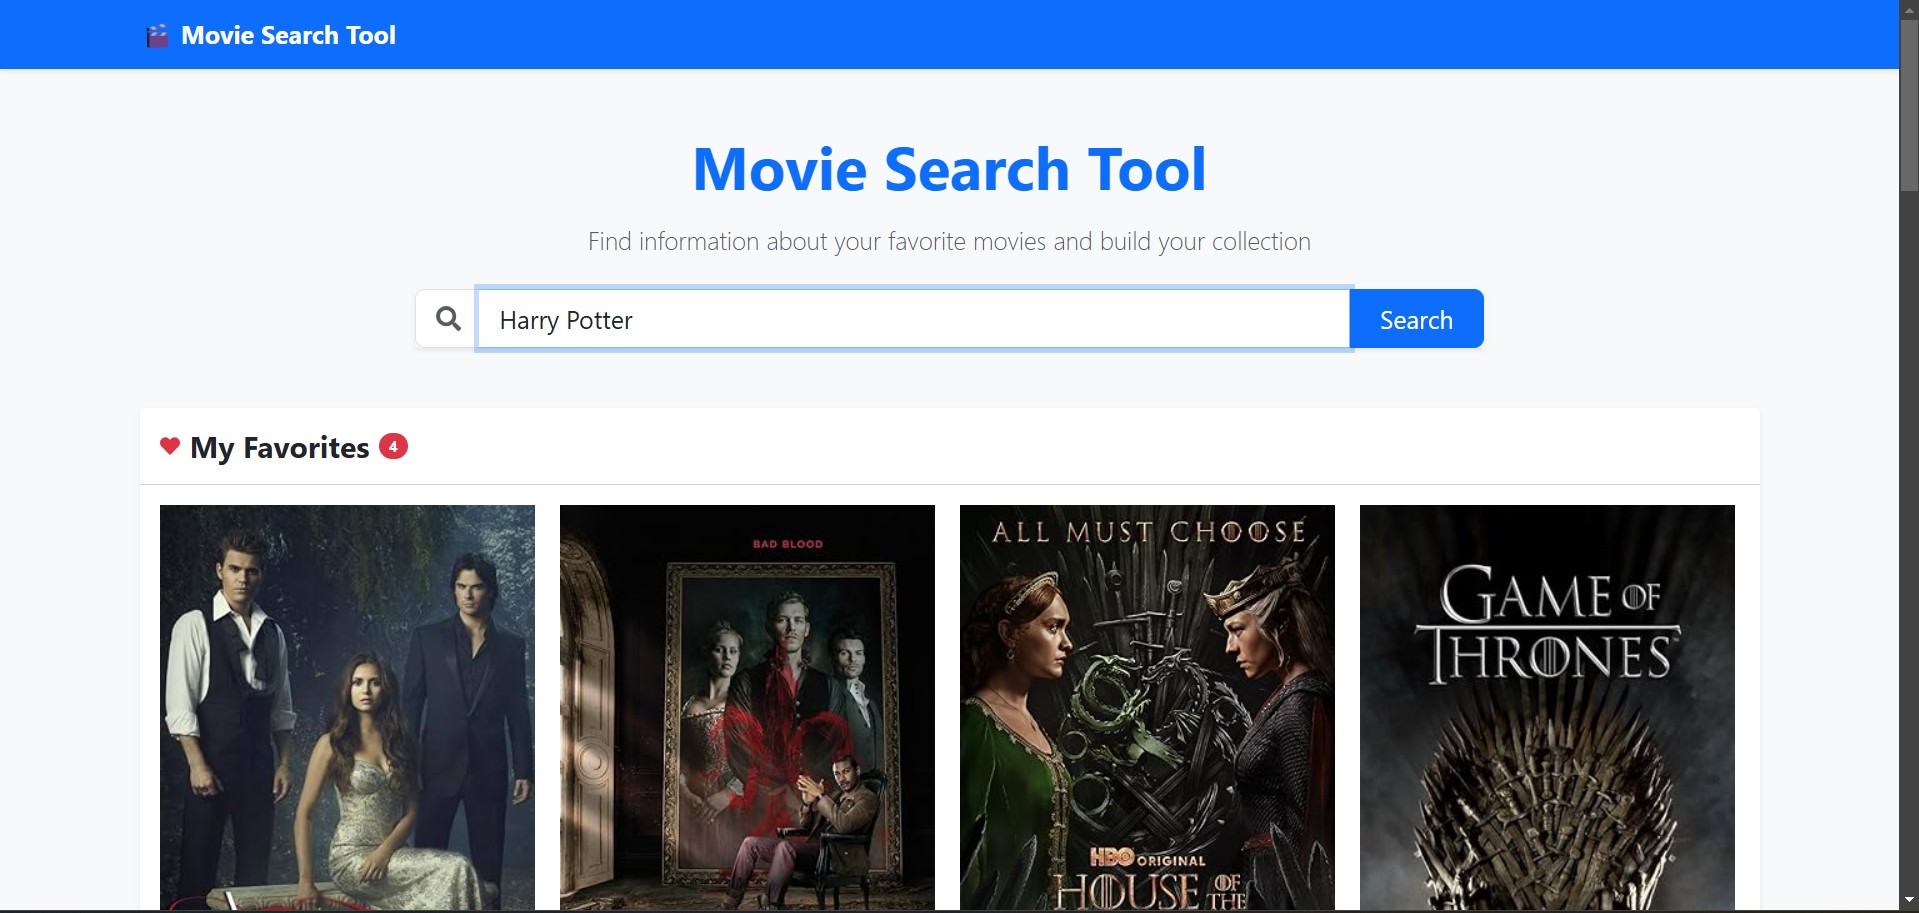 Movie Search Tool
Movie Search Tool
Find information about your favorite movies and build your collection
Harry Potter
Search
My Favorites 4
BAD BLOOD
ALL MUST CHOOSE
HBO ORIGINAL
HOUSE OF THE
GAME OF
THRONES